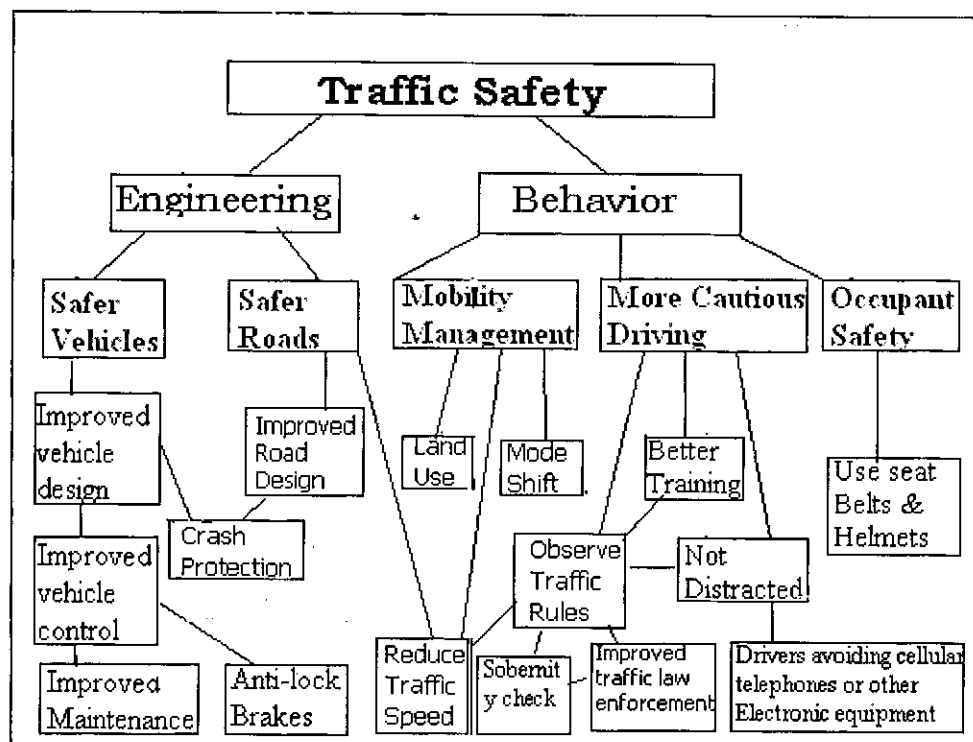 Traffic Safety
Engineering
Behavior
Safer
Vehicles
Safer
Roads
Mobility
Management
More Cautious
Driving
Occupant
Safety
Improved
vehicle
design
Improved
Road
Design
Land
Use
Mode
Shift
Better
Training
Use seat
Belts &
Helmets
Crash
Protection
Improved
vehicle
control
Observe
Traffic
Rules
Not
Distracted
Improved
Maintenance
Anti-lock
Brakes
Reduce
Traffic
Speed
Sobernit
y check
Improved
traffic law
enforcement
Drivers avoiding cellular
telephones or other
Electronic equipment